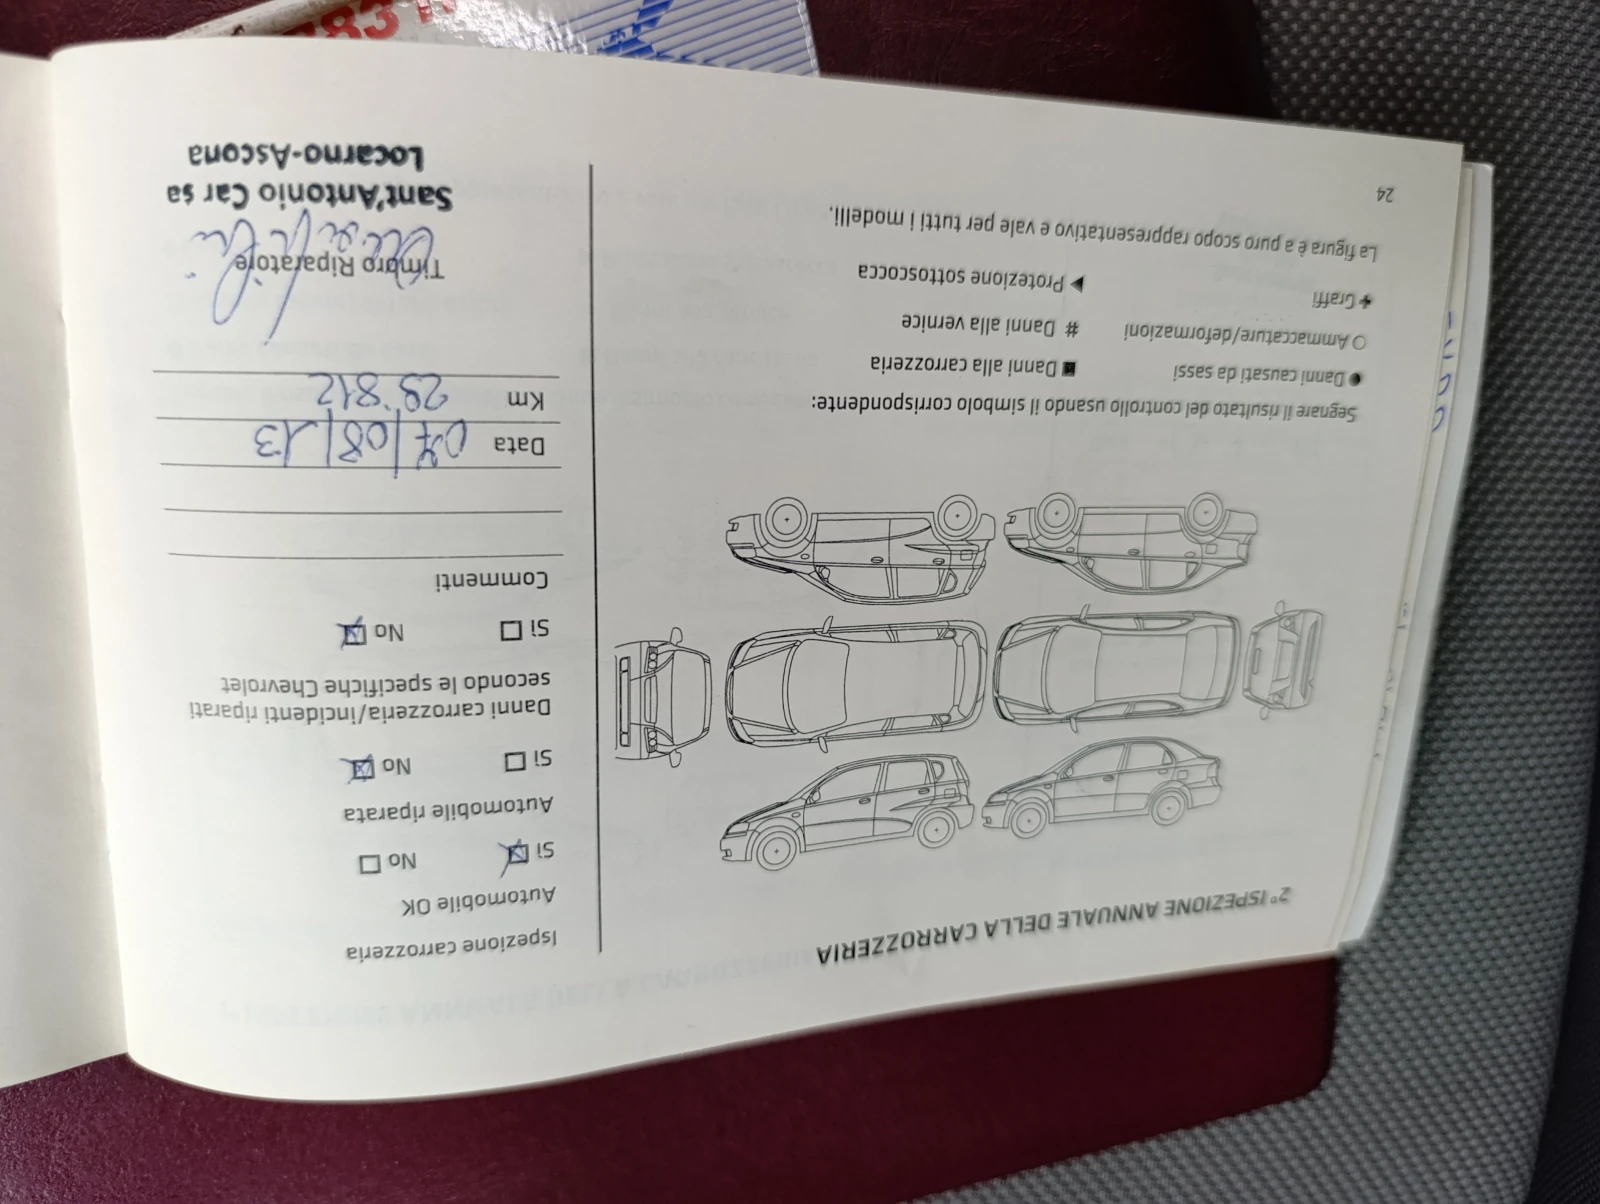 2° ISPEZIONE ANNUALE DELLA CARROZZERIA
Segnare il risultato del controllo usando il simbolo corrispondente:
● Danni causati da sassi
■ Danni alla carrozzeria
○ Ammaccature/deformazioni
# Danni alla vernice
✚ Graffi
▶ Protezione sottoscocca
La figura è a puro scopo rappresentativo e vale per tutti i modelli.
24
Ispezione carrozzeria
Automobile OK
Sì ☒ No ☐
Automobile riparata
Sì ☐ No ☒
Danni carrozzeria/incidenti riparati
secondo le specifiche Chevrolet
Sì ☐ No ☒
Commenti
Data 07/08/13
Km 29'812
Timbro Riparatore
Sant'Antonio Car sa
Locarno-Ascona
783